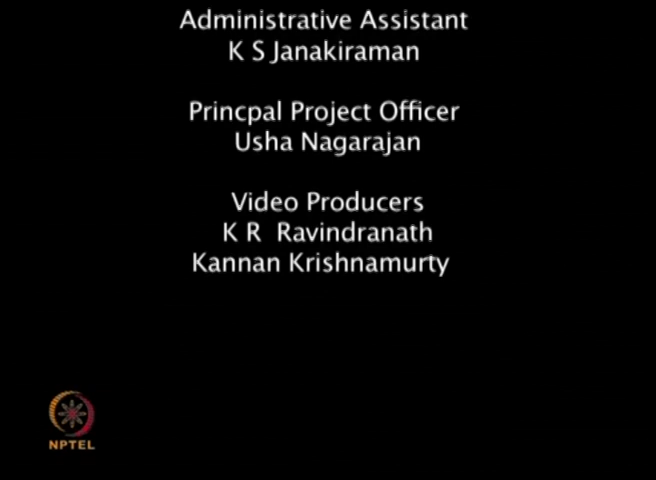 Administrative Assistant
K S Janakiraman
Princpal Project Officer
Usha Nagarajan
Video Producers
K R Ravindranath
Kannan Krishnamurty
NPTEL